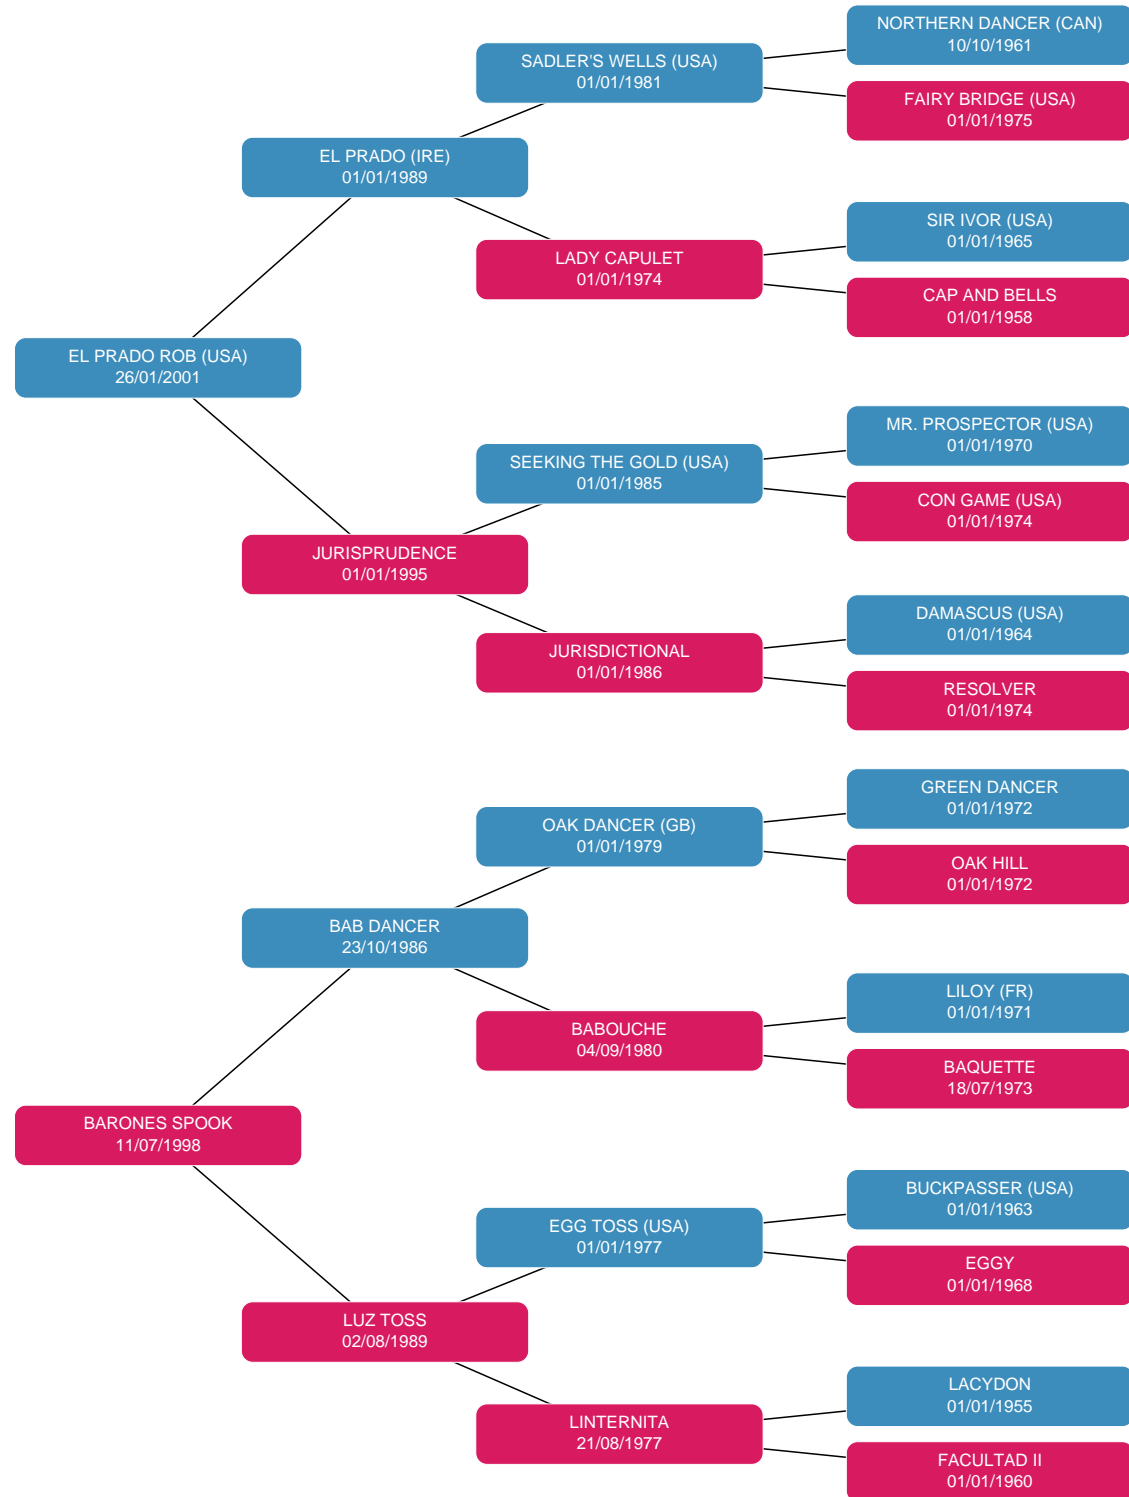 NORTHERN DANCER (CAN)
10/10/1961
SADLER'S WELLS (USA)
01/01/1981
FAIRY BRIDGE (USA)
01/01/1975
EL PRADO (IRE)
01/01/1989
SIR IVOR (USA)
01/01/1965
LADY CAPULET
01/01/1974
CAP AND BELLS
01/01/1958
EL PRADO ROB (USA)
26/01/2001
MR. PROSPECTOR (USA)
01/01/1970
SEEKING THE GOLD (USA)
01/01/1985
CON GAME (USA)
01/01/1974
JURISPRUDENCE
01/01/1995
DAMASCUS (USA)
01/01/1964
JURISDICTIONAL
01/01/1986
RESOLVER
01/01/1974
GREEN DANCER
01/01/1972
OAK DANCER (GB)
01/01/1979
OAK HILL
01/01/1972
BAB DANCER
23/10/1986
LILOY (FR)
01/01/1971
BABOUCHE
04/09/1980
BAQUETTE
18/07/1973
BARONES SPOOK
11/07/1998
BUCKPASSER (USA)
01/01/1963
EGG TOSS (USA)
01/01/1977
EGGY
01/01/1968
LUZ TOSS
02/08/1989
LACYDON
01/01/1955
LINTERNITA
21/08/1977
FACULTAD II
01/01/1960